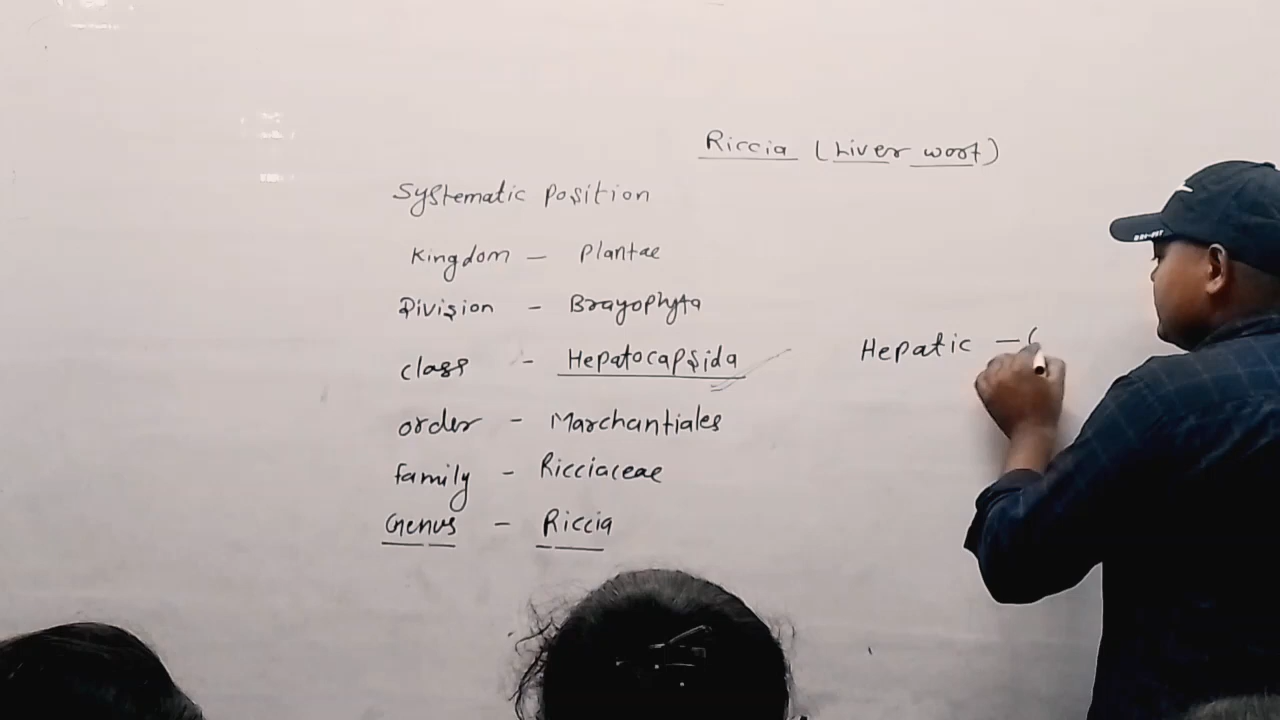 Riccia (Liver wort)
Systematic position
Kingdom - Plantae
Division - Brayophyta
class - Hepatocapsida
order - Marchantiales
family - Ricciaceae
Genus - Riccia
Hepatic - (